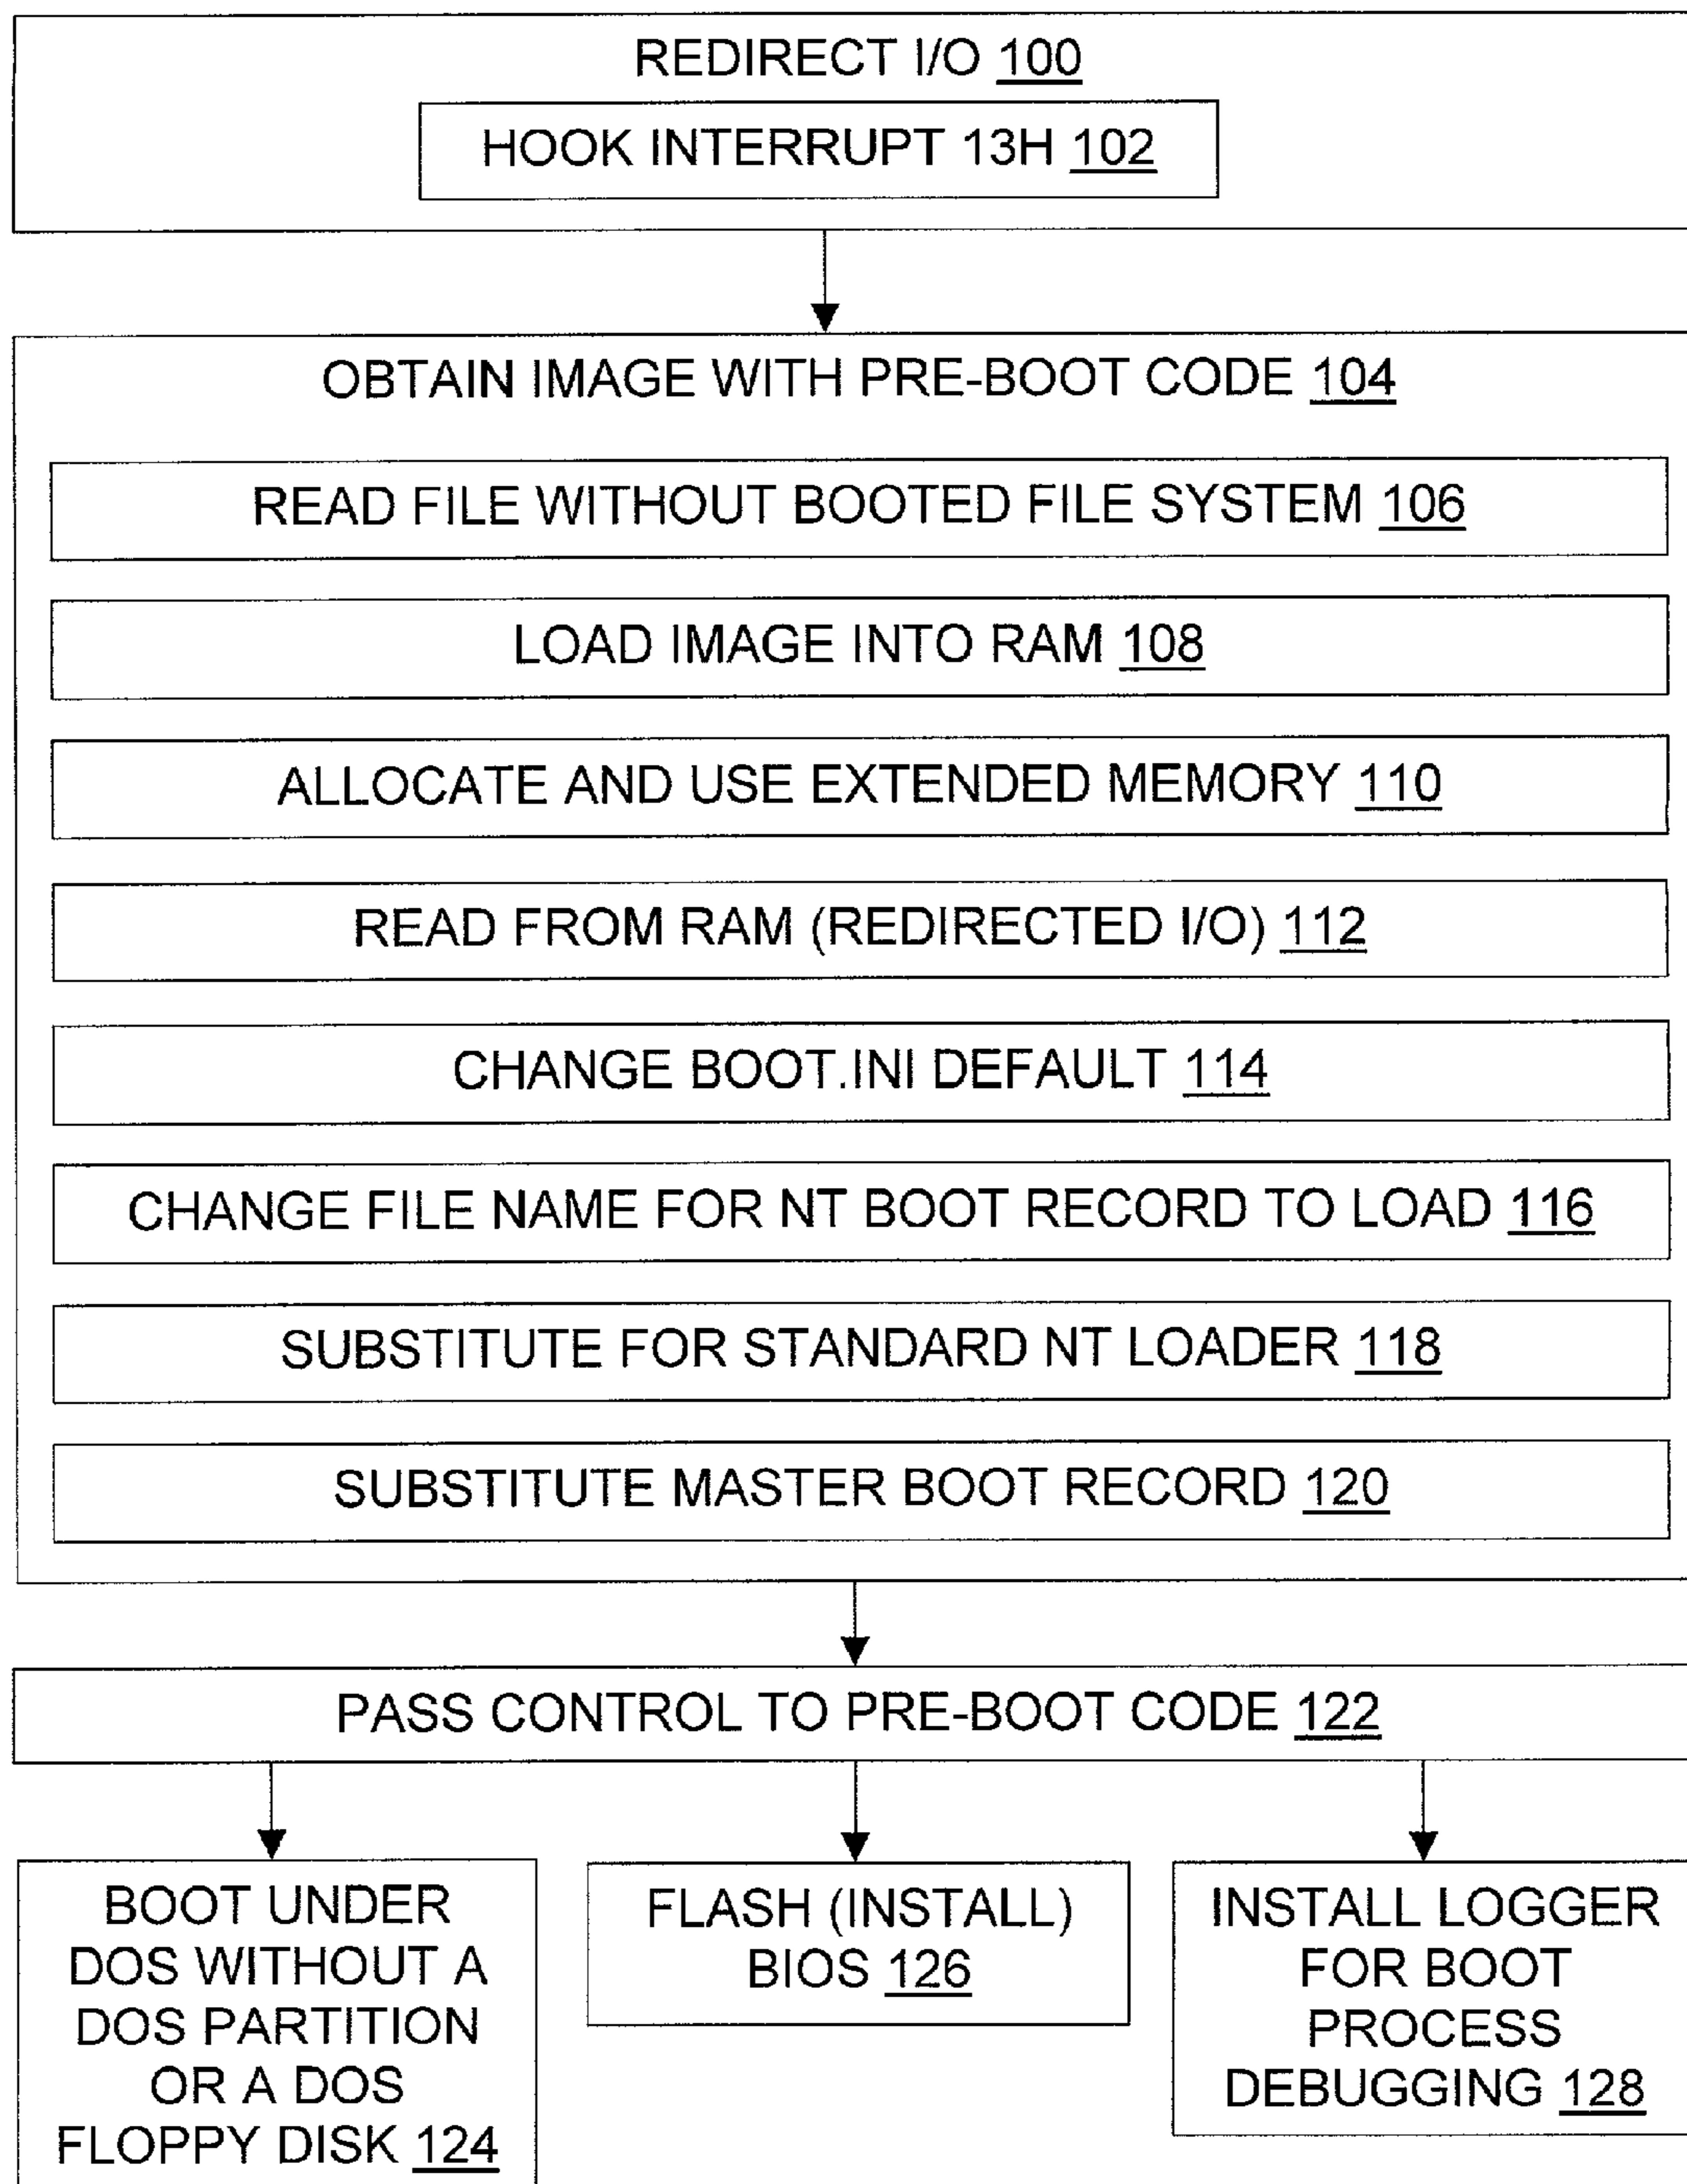 REDIRECT I/O 100
HOOK INTERRUPT 13H 102
OBTAIN IMAGE WITH PRE-BOOT CODE 104
READ FILE WITHOUT BOOTED FILE SYSTEM 106
LOAD IMAGE INTO RAM 108
ALLOCATE AND USE EXTENDED MEMORY 110
READ FROM RAM (REDIRECTED I/O) 112
CHANGE BOOT.INI DEFAULT 114
CHANGE FILE NAME FOR NT BOOT RECORD TO LOAD 116
SUBSTITUTE FOR STANDARD NT LOADER 118
SUBSTITUTE MASTER BOOT RECORD 120
PASS CONTROL TO PRE-BOOT CODE 122
BOOT UNDER
DOS WITHOUT A
DOS PARTITION
OR A DOS
FLOPPY DISK 124
FLASH (INSTALL)
BIOS 126
INSTALL LOGGER
FOR BOOT
PROCESS
DEBUGGING 128